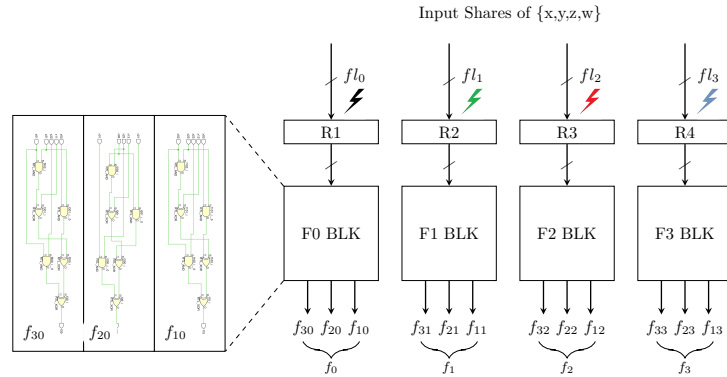 Input Shares of {x,y,z,w}
fl0 fl1 fl2 fl3
R1 R2 R3 R4
F0 BLK F1 BLK F2 BLK F3 BLK
f30 f20 f10
f30 f20 f10 f31 f21 f11 f32 f22 f12 f33 f23 f13
f0 f1 f2 f3